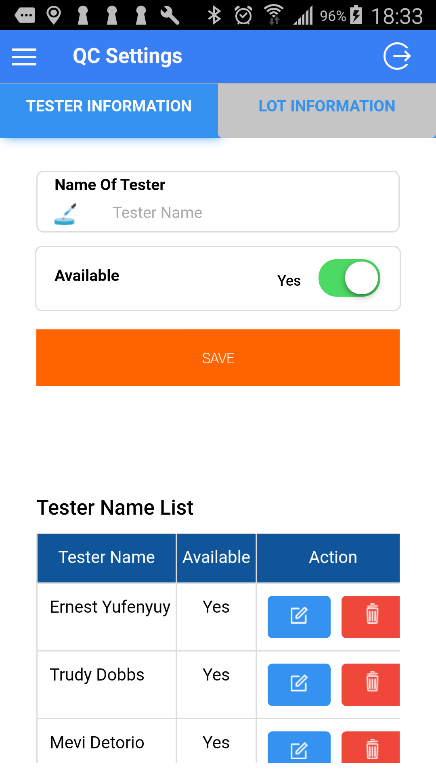 96% 18:33
QC Settings
TESTER INFORMATION LOT INFORMATION
Name Of Tester
Tester Name
Available Yes
SAVE
Tester Name List
Tester Name Available Action
Ernest Yufenyuy Yes
Trudy Dobbs Yes
Mevi Detorio Yes